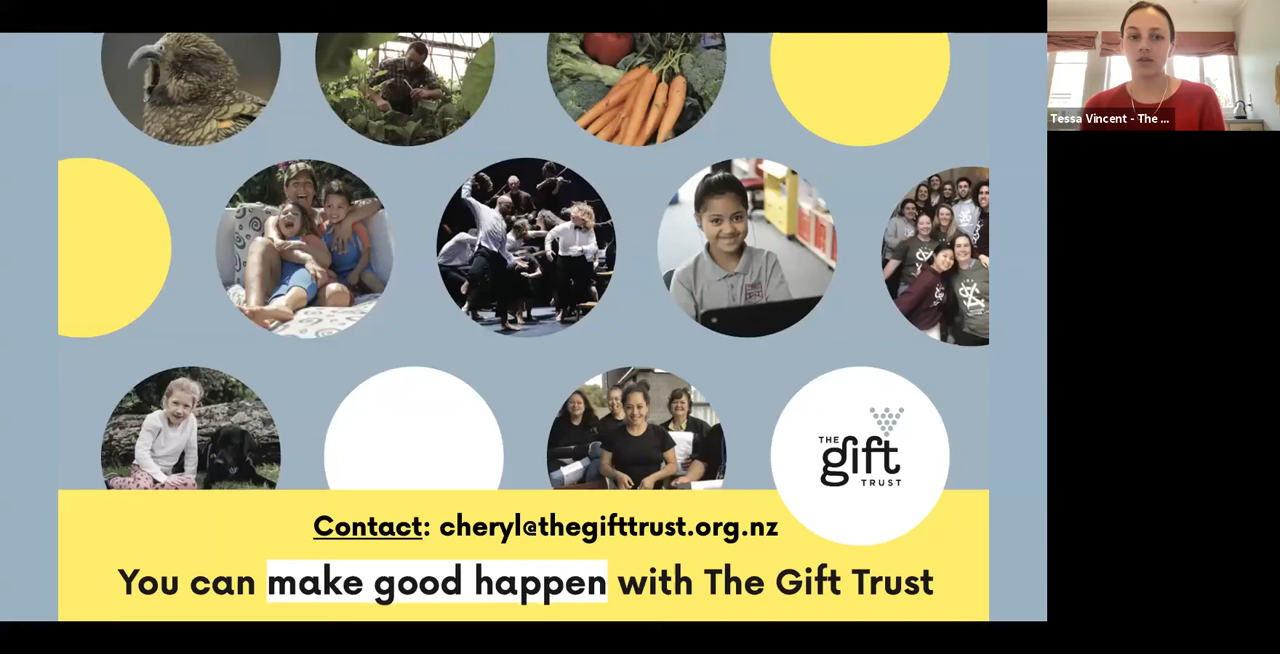 Tessa Vincent - The ...
THE
gift
TRUST
Contact: cheryl@thegifttrust.org.nz
You can make good happen with The Gift Trust